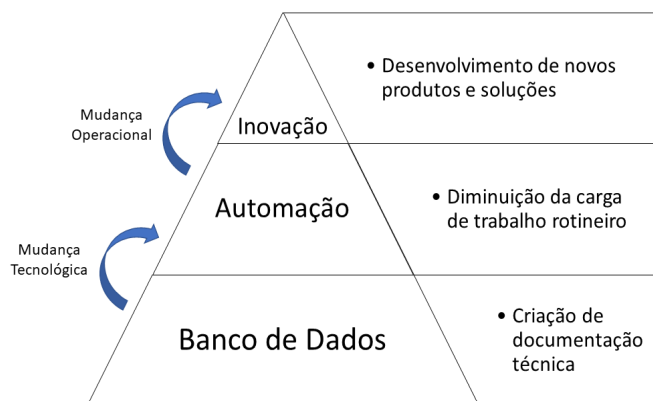 • Desenvolvimento de novos
produtos e soluções
Mudança
Operacional
Inovação
Automação
• Diminuição da carga
de trabalho rotineiro
Mudança
Tecnológica
Banco de Dados
• Criação de
documentação
técnica